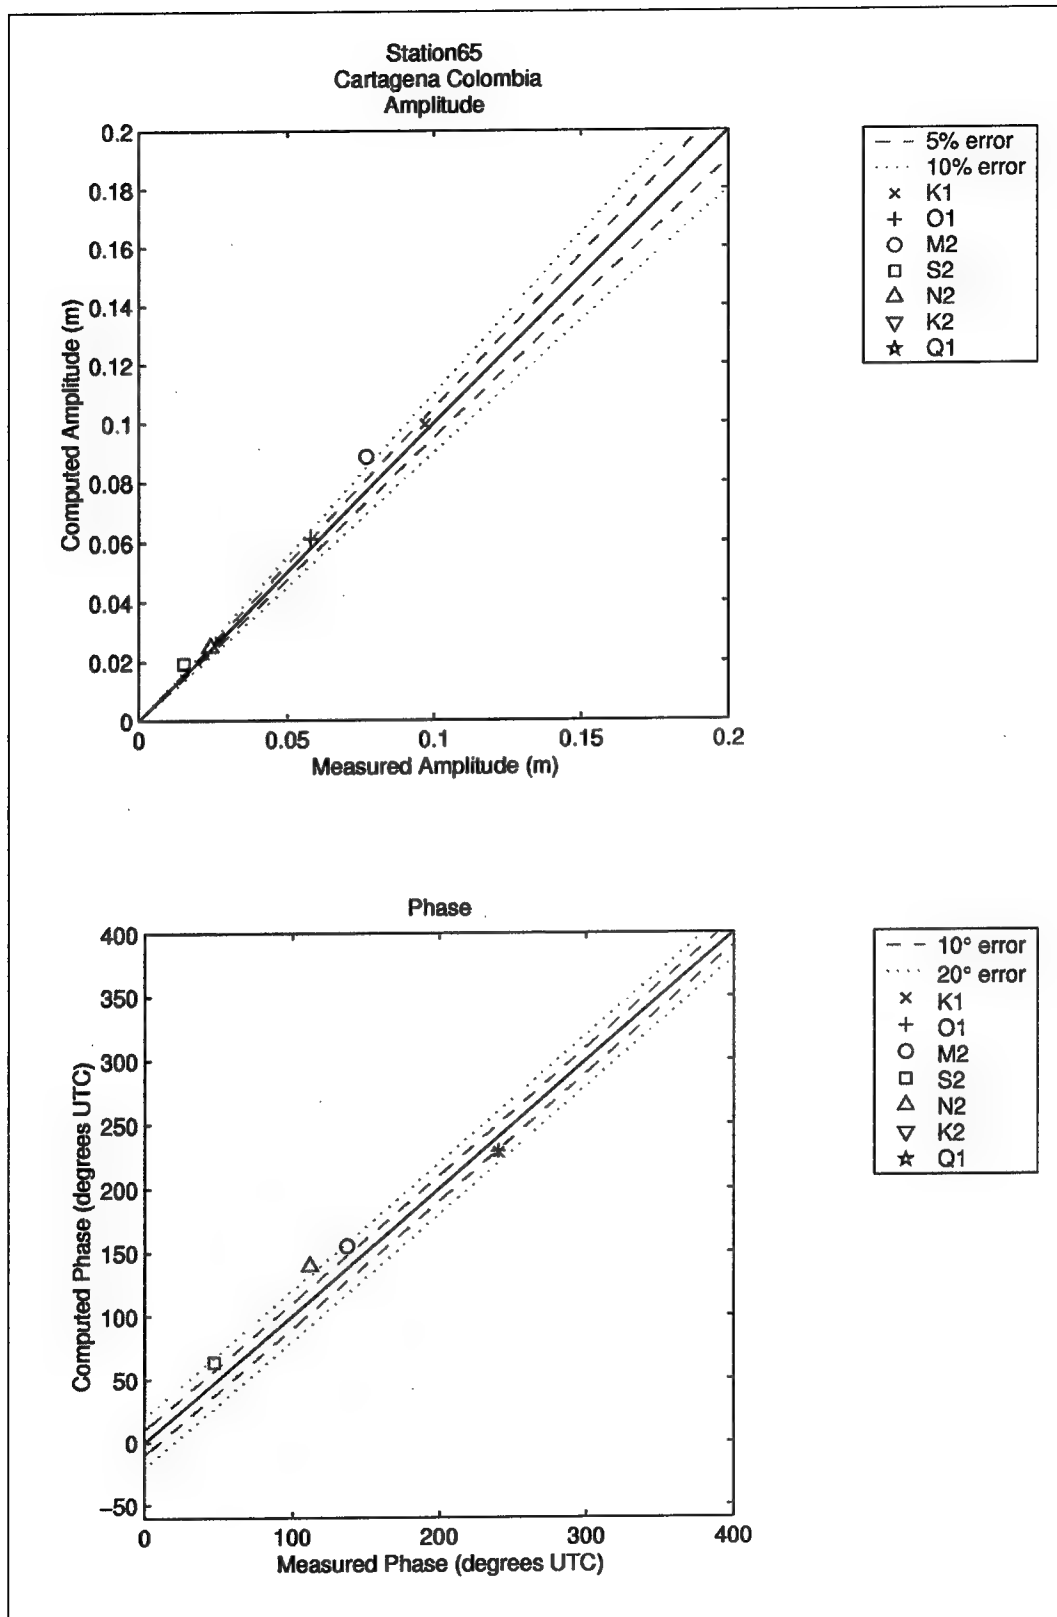 Station65
Cartagena Colombia
Amplitude
0.2
0.18
0.16
0.14
0.12
0.1
0.08
0.06
0.04
0.02
0
Computed Amplitude (m)
0 0.05 0.1 0.15 0.2
Measured Amplitude (m)
5% error
10% error
K1
O1
M2
S2
N2
K2
Q1
Phase
400
350
300
250
200
150
100
50
0
−50
Computed Phase (degrees UTC)
0 100 200 300 400
Measured Phase (degrees UTC)
10° error
20° error
K1
O1
M2
S2
N2
K2
Q1